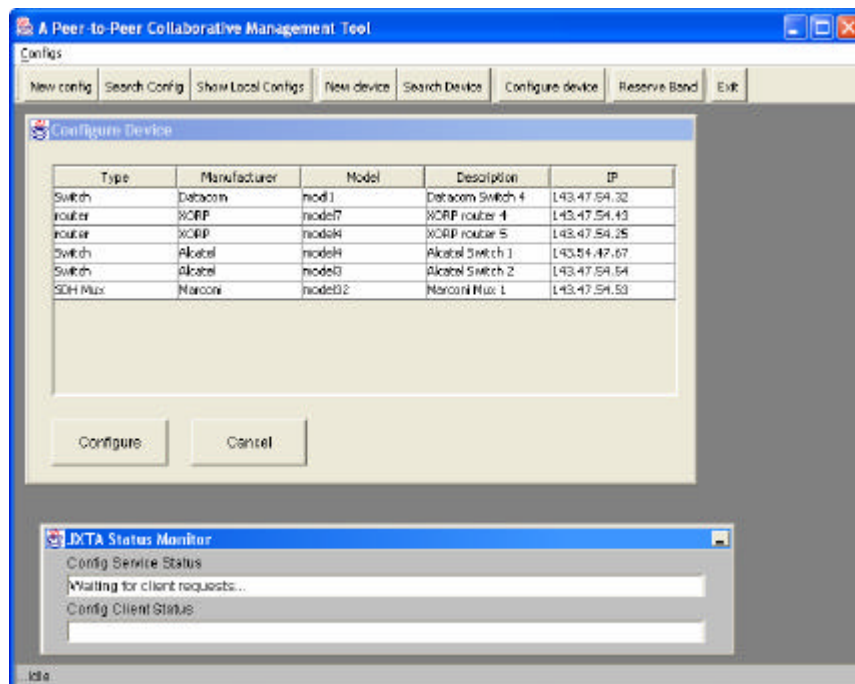 A Peer-to-Peer Collaborative Management Tool
Configs
New config Search Config Show Local Configs New device Search Device Configure device Reserve Band Exit
Configure Device
Type Manufacturer Model Description IP
Switch Datacom modl1 Datacom Switch 4 143.47.54.32
router XORP model7 XORP router 4 143.47.54.43
router XORP model4 XORP router 5 143.47.54.25
Switch Alcatel model4 Alcatel Switch 1 143.54.47.67
Switch Alcatel model3 Alcatel Switch 2 143.47.54.54
SDH Mux Marconi model32 Marconi Mux 1 143.47.54.53
Configure Cancel
JXTA Status Monitor
Config Service Status
Waiting for client requests...
Config Client Status
...Idle